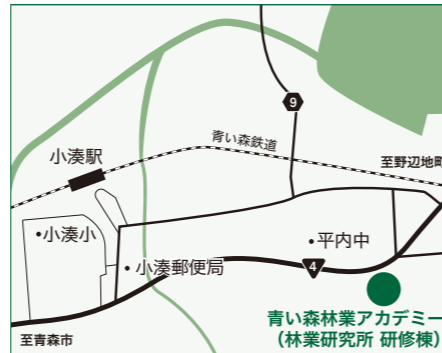 9
青い森鉄道
小湊駅
至野辺地町
・小湊小
・平内中
・小湊郵便局
4
青い森林業アカデミー
（林業研究所 研修棟）
至青森市